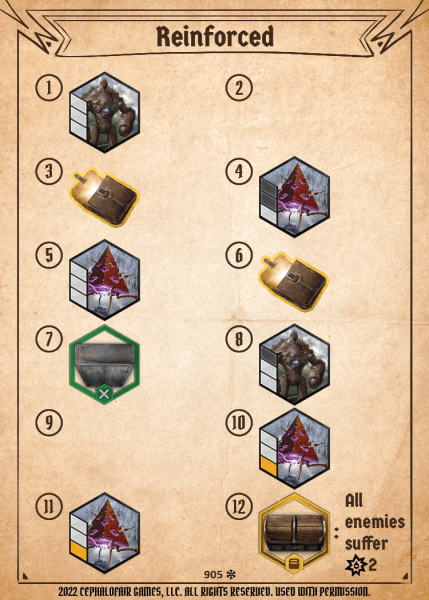 Reinforced
1
2
3
4
5
6
7
8
9
10
11
12
: All
enemies
suffer
2
905
2022 CEPHALOFAIR GAMES, LLC. ALL RIGHTS RESERVED. USED WITH PERMISSION.